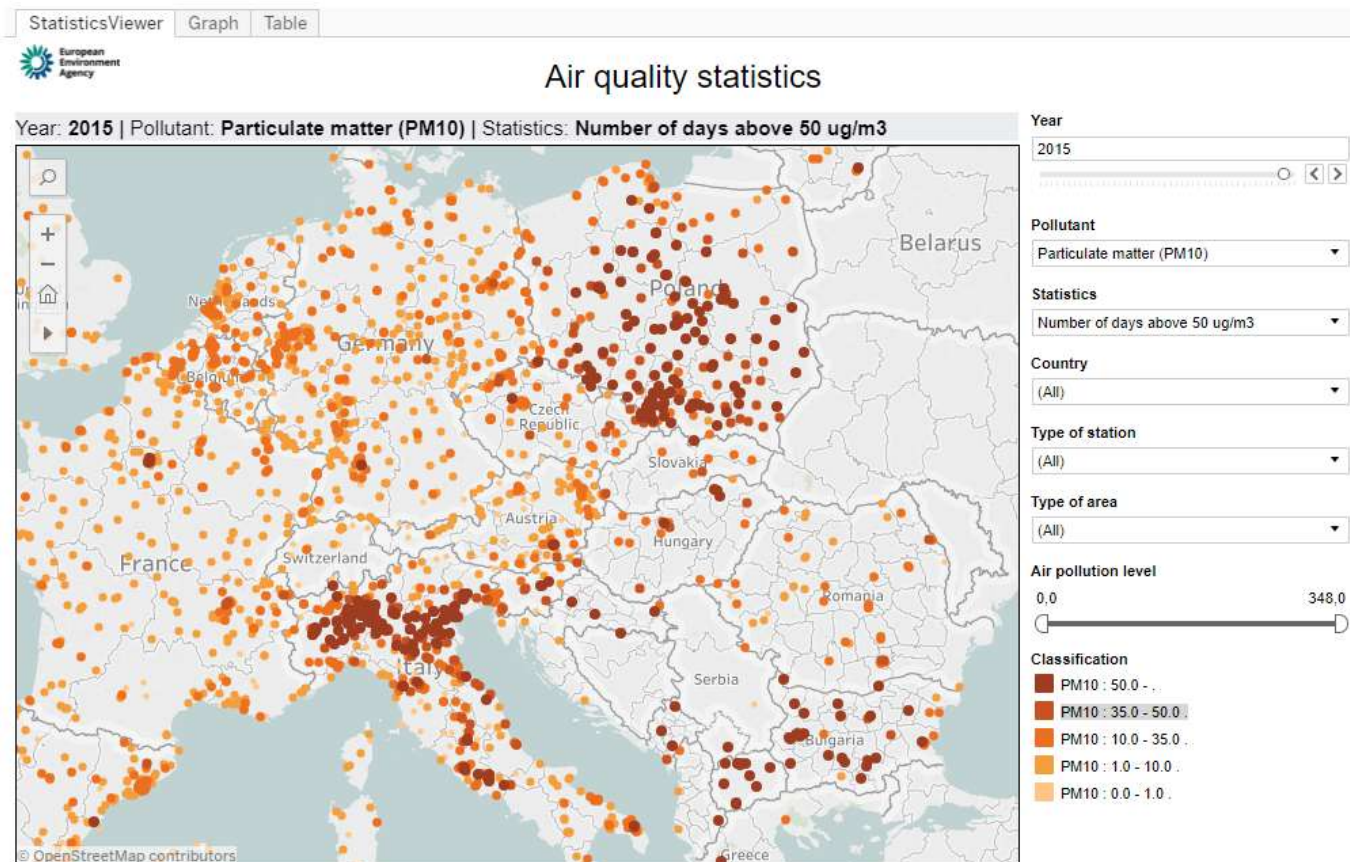 StatisticsViewer Graph Table
European
Environment
Agency
Air quality statistics
Year: 2015 | Pollutant: Particulate matter (PM10) | Statistics: Number of days above 50 ug/m3
Year
2015
Pollutant
Particulate matter (PM10)
Statistics
Number of days above 50 ug/m3
Country
(All)
Type of station
(All)
Type of area
(All)
Air pollution level
0,0 348,0
Classification
PM10 : 50.0 - .
PM10 : 35.0 - 50.0 .
PM10 : 10.0 - 35.0 .
PM10 : 1.0 - 10.0 .
PM10 : 0.0 - 1.0 .
Belarus
Poland
Germany
Belgium
Czech
Republic
Slovakia
Austria
Hungary
France
Switzerland
Romania
Italy
Serbia
Bulgaria
Greece
© OpenStreetMap contributors